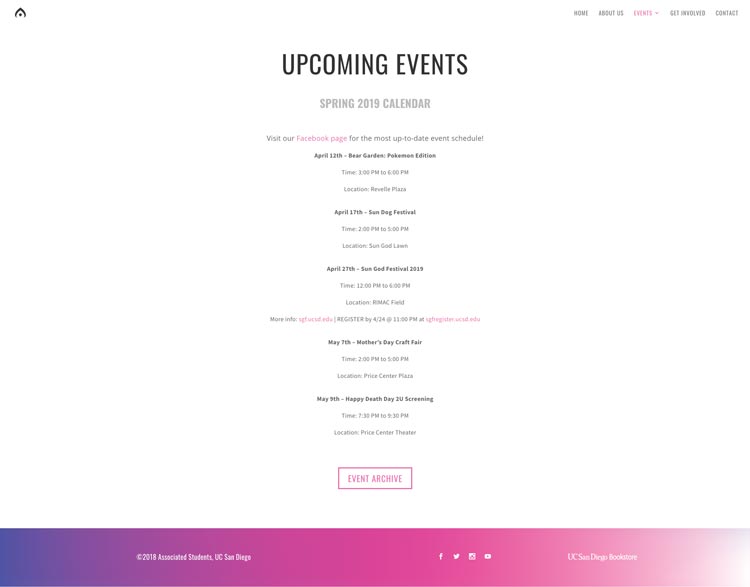 HOME ABOUT US EVENTS GET INVOLVED CONTACT
UPCOMING EVENTS
SPRING 2019 CALENDAR
Visit our Facebook page for the most up-to-date event schedule!
April 12th – Bear Garden: Pokemon Edition
Time: 3:00 PM to 6:00 PM
Location: Revelle Plaza
April 17th – Sun Dog Festival
Time: 2:00 PM to 5:00 PM
Location: Sun God Lawn
April 27th – Sun God Festival 2019
Time: 12:00 PM to 6:00 PM
Location: RIMAC Field
More info: sgf.ucsd.edu | REGISTER by 4/24 @ 11:00 PM at sgfregister.ucsd.edu
May 7th – Mother's Day Craft Fair
Time: 2:00 PM to 5:00 PM
Location: Price Center Plaza
May 9th – Happy Death Day 2U Screening
Time: 7:30 PM to 9:30 PM
Location: Price Center Theater
EVENT ARCHIVE
©2018 Associated Students, UC San Diego
UC San Diego Bookstore